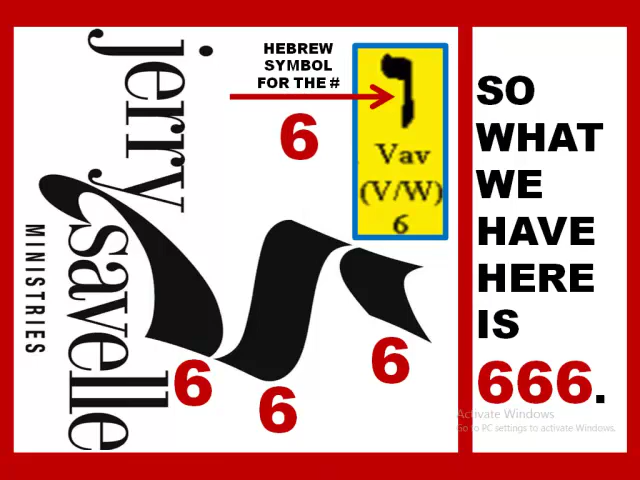 jerry savelle
MINISTRIES
HEBREW
SYMBOL
FOR THE #
6
ו
Vav
(V/W)
6
6
6
6
SO
WHAT
WE
HAVE
HERE
IS
666.
Activate Windows
Go to PC settings to activate Windows.